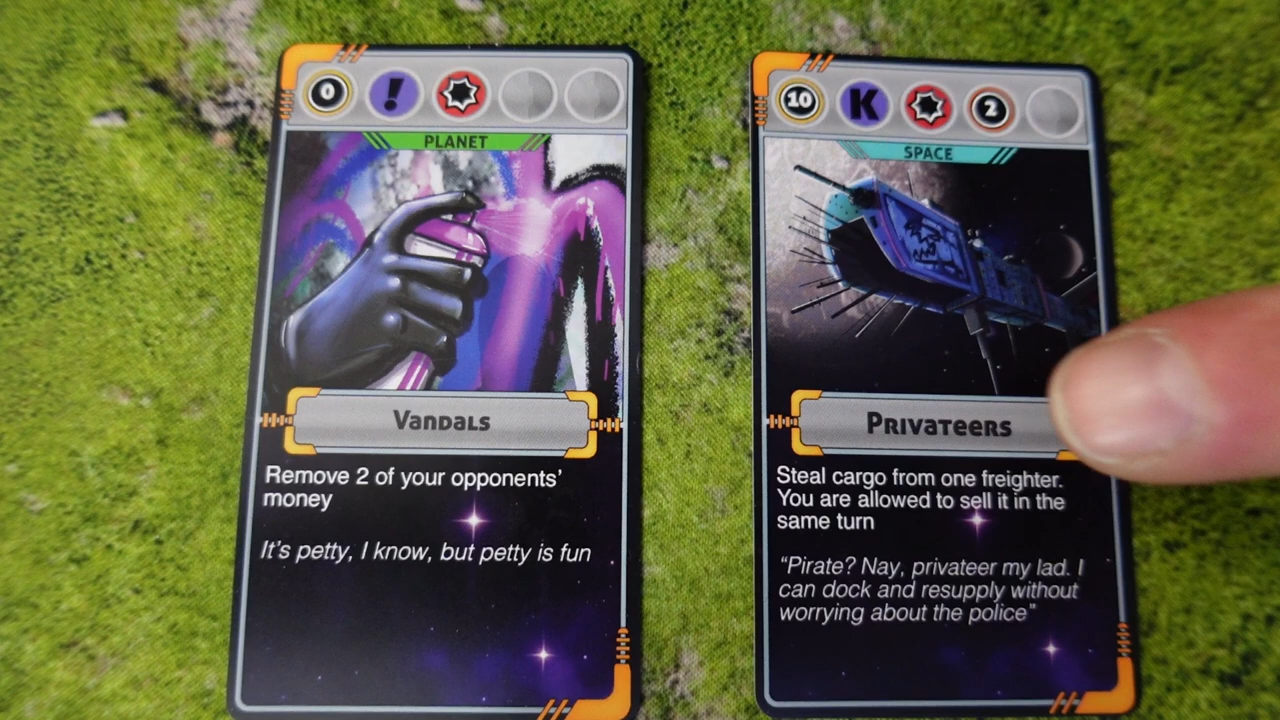 0 !
PLANET
Vandals
Remove 2 of your opponents'
money
It's petty, I know, but petty is fun
10 K 2
SPACE
Privateers
Steal cargo from one freighter.
You are allowed to sell it in the
same turn
"Pirate? Nay, privateer my lad. I
can dock and resupply without
worrying about the police"